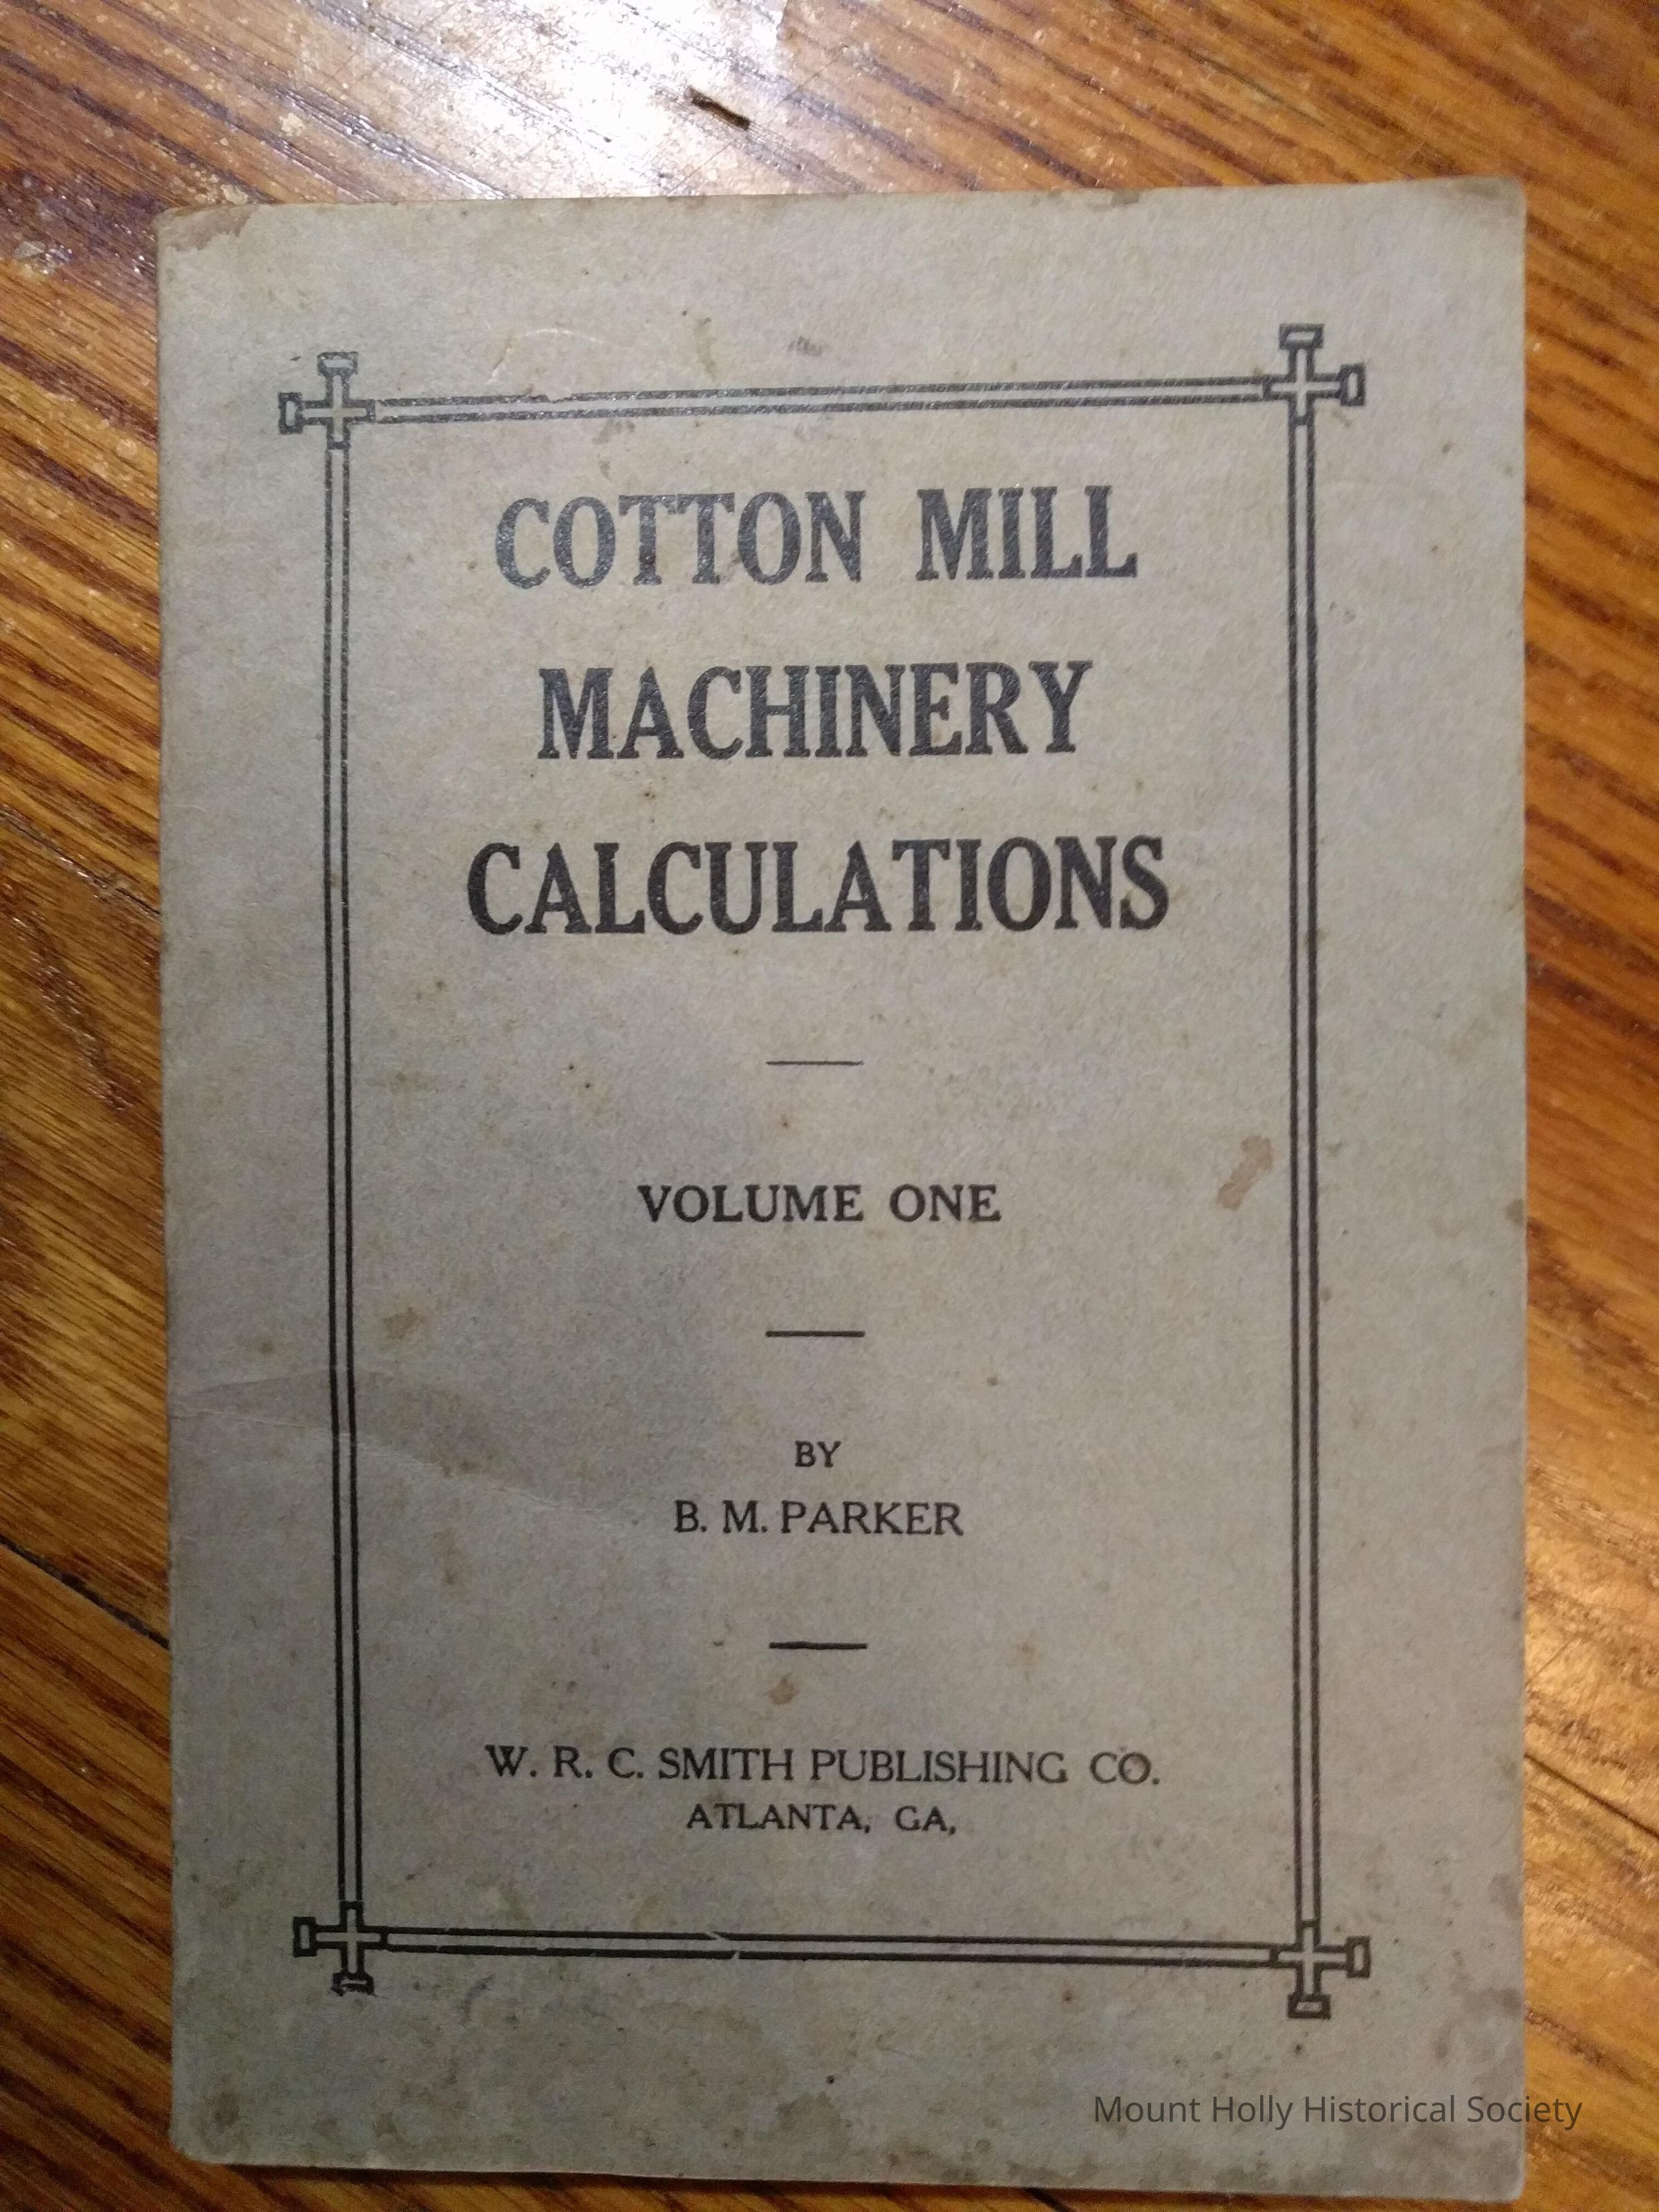 COTTON MILL
MACHINERY
CALCULATIONS
VOLUME ONE
BY
B. M. PARKER
W. R. C. SMITH PUBLISHING CO.
ATLANTA, GA,
Mount Holly Historical Society